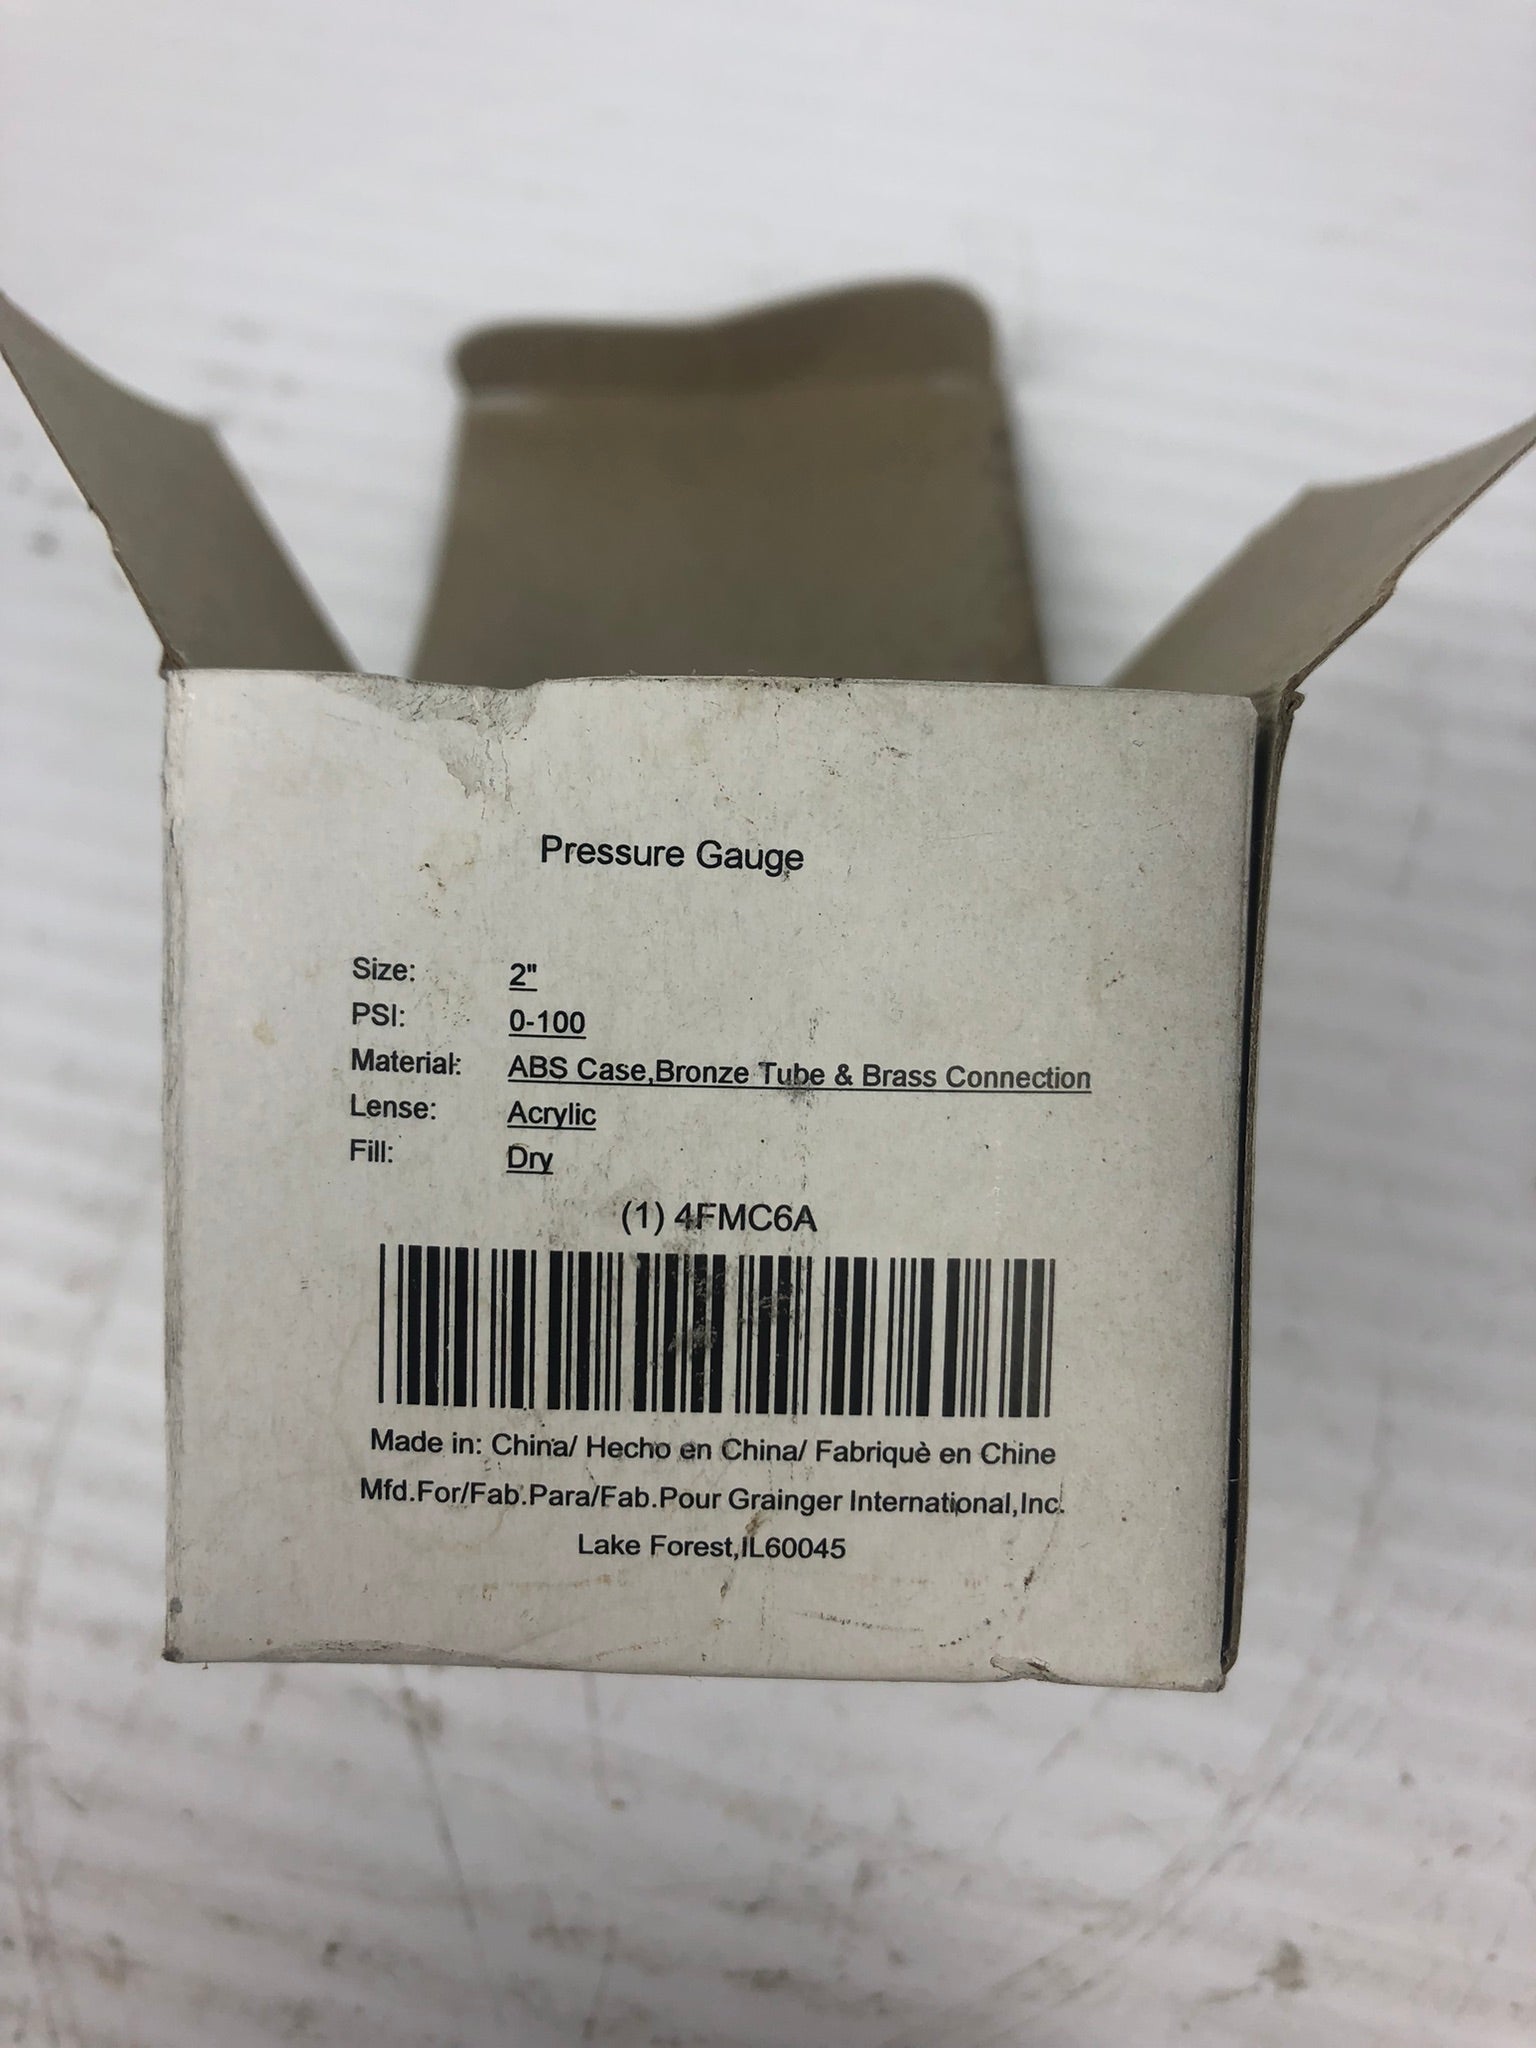 Pressure Gauge
Size: 2"
PSI: 0-100
Material: ABS Case,Bronze Tube & Brass Connection
Lense: Acrylic
Fill: Dry
(1) 4FMC6A
Made in: China/ Hecho en China/ Fabriquè en Chine
Mfd.For/Fab.Para/Fab.Pour Grainger International,Inc.
Lake Forest,IL60045